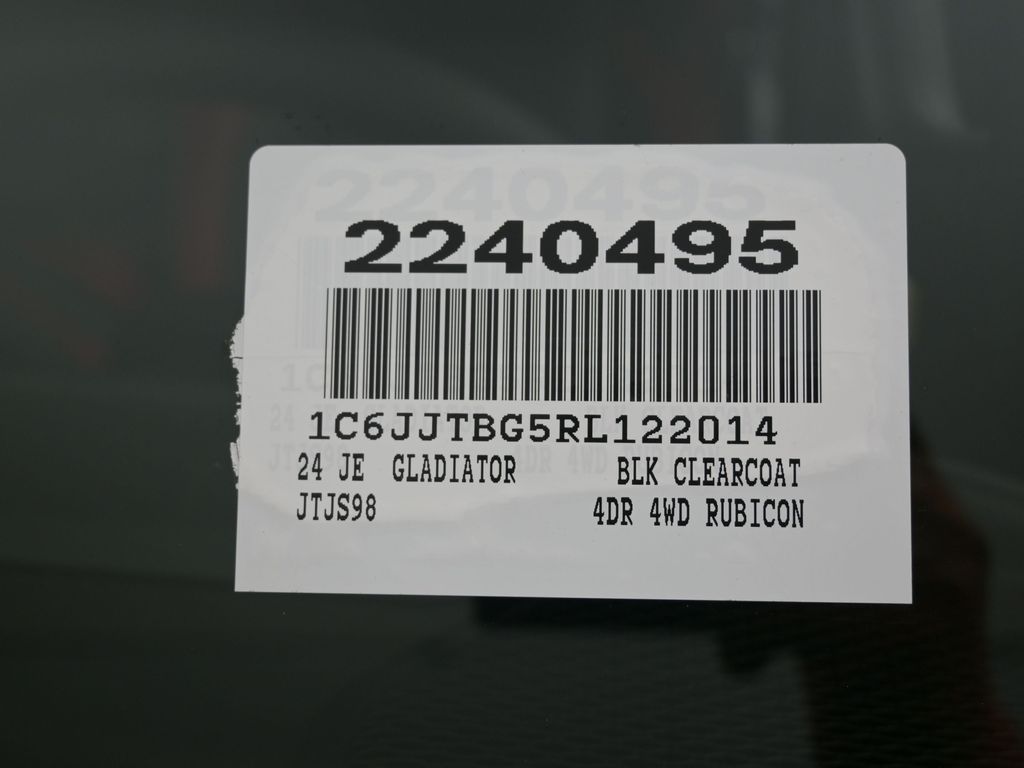 2240495
1C6JJTBG5RL122014
24 JE GLADIATOR BLK CLEARCOAT
JTJS98 4DR 4WD RUBICON